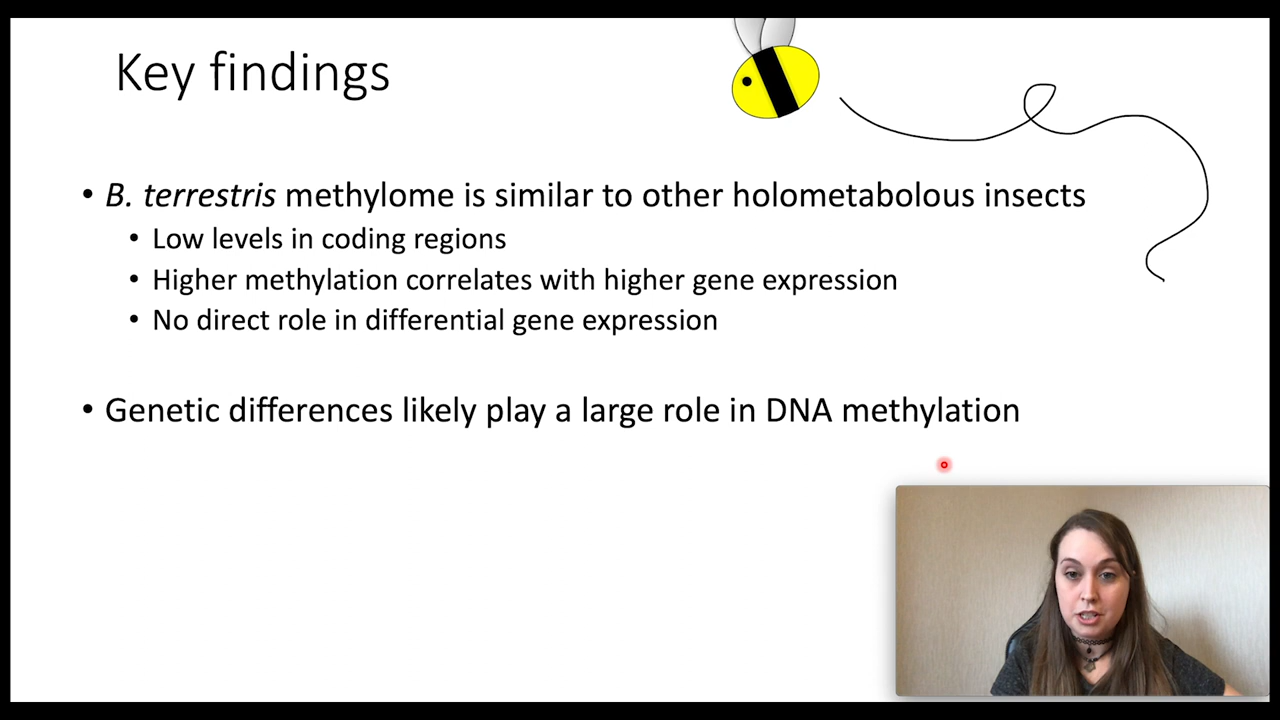 Key findings
• B. terrestris methylome is similar to other holometabolous insects
• Low levels in coding regions
• Higher methylation correlates with higher gene expression
• No direct role in differential gene expression
• Genetic differences likely play a large role in DNA methylation